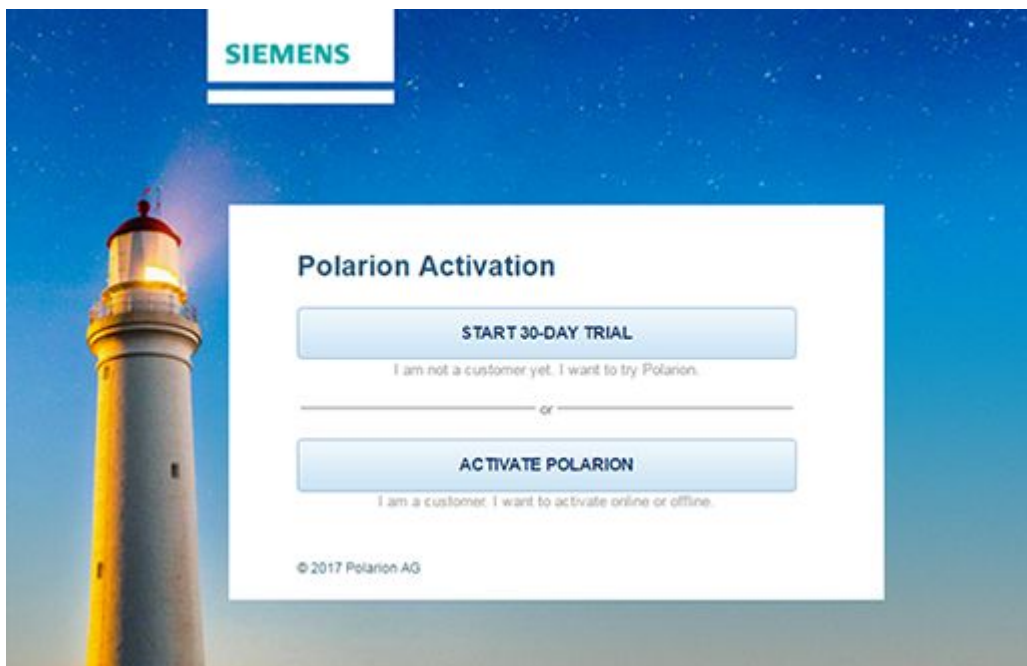 SIEMENS
Polarion Activation
START 30-DAY TRIAL
I am not a customer yet. I want to try Polarion.
or
ACTIVATE POLARION
I am a customer. I want to activate online or offline.
© 2017 Polarion AG